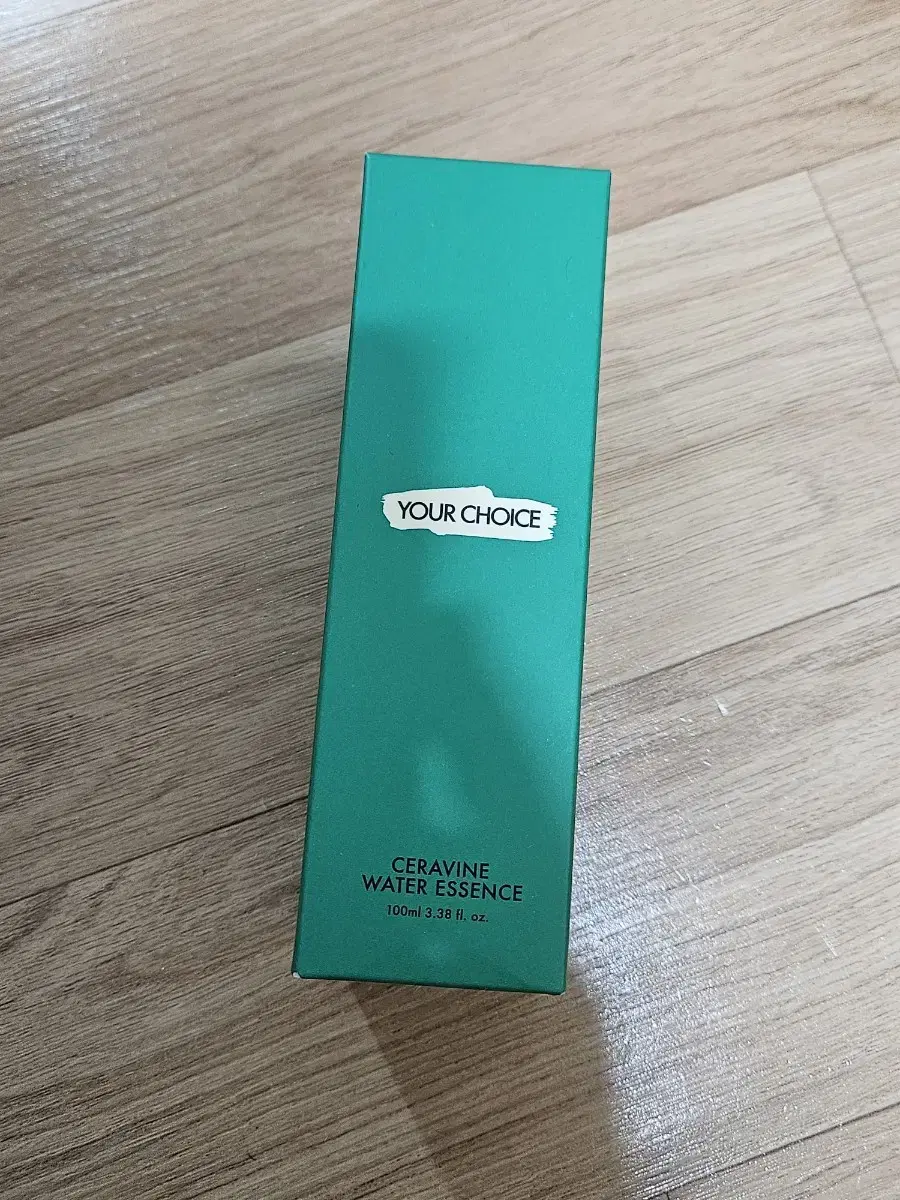 YOUR CHOICE
CERAVINE
WATER ESSENCE
100ml 3.38 fl. oz.